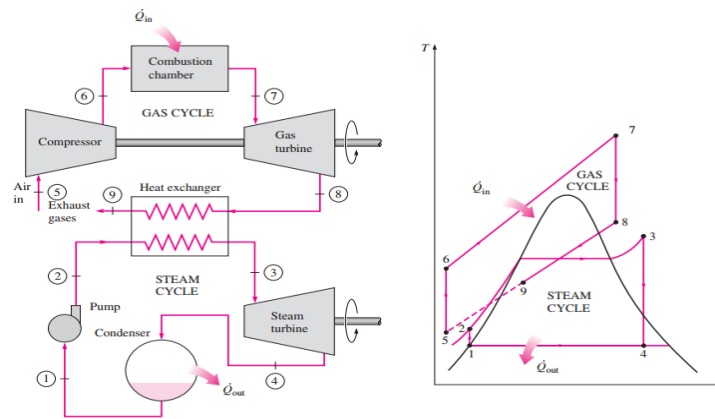 Q̇in
Combustion
chamber
6
7
GAS CYCLE
Compressor
Gas
turbine
Air
in
5
Exhaust
gases
9
Heat exchanger
8
2
3
STEAM
CYCLE
Pump
Condenser
Steam
turbine
1
Q̇out
4
T
7
GAS
CYCLE
Q̇in
8
3
6
9
STEAM
CYCLE
5
2
1
Q̇out
4